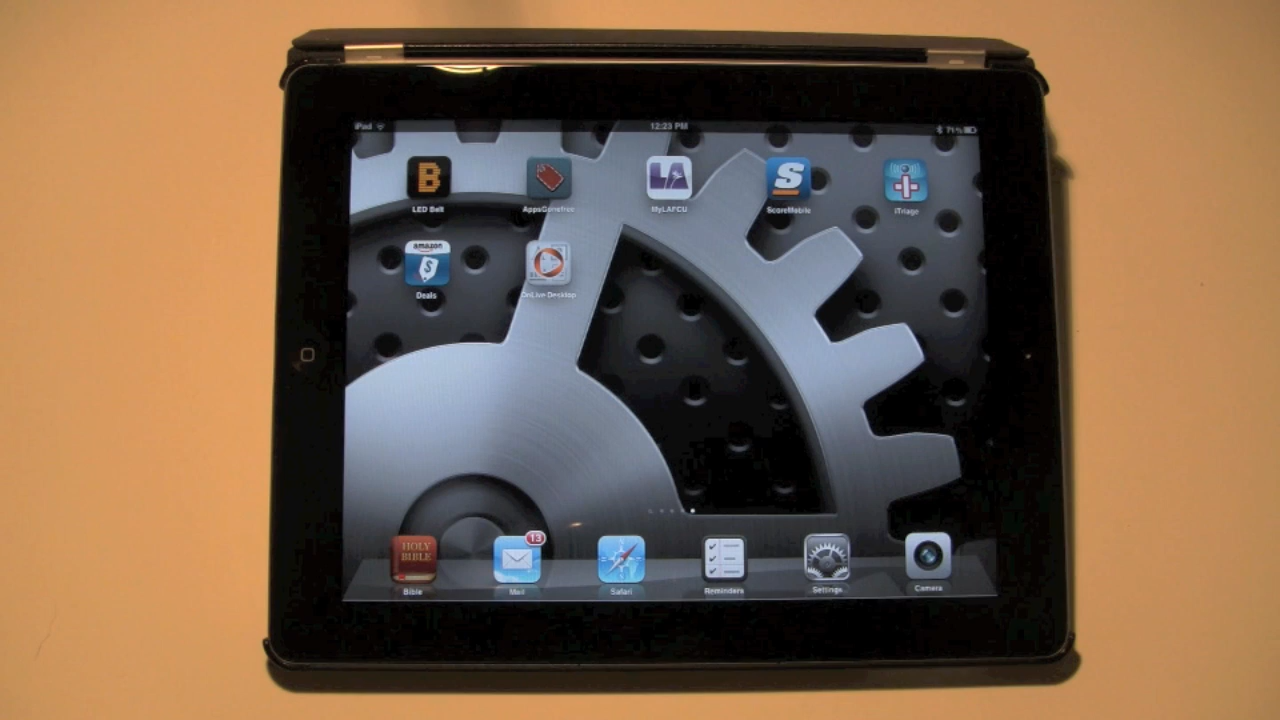 iPad 12:23 PM 71%
B LA S
LED Belt AppsGonefree MyLAFCU ScoreMobile iTriage
amazon
$
Deals OnLive Desktop
13
HOLY
BIBLE
Bible Mail Safari Reminders Settings Camera